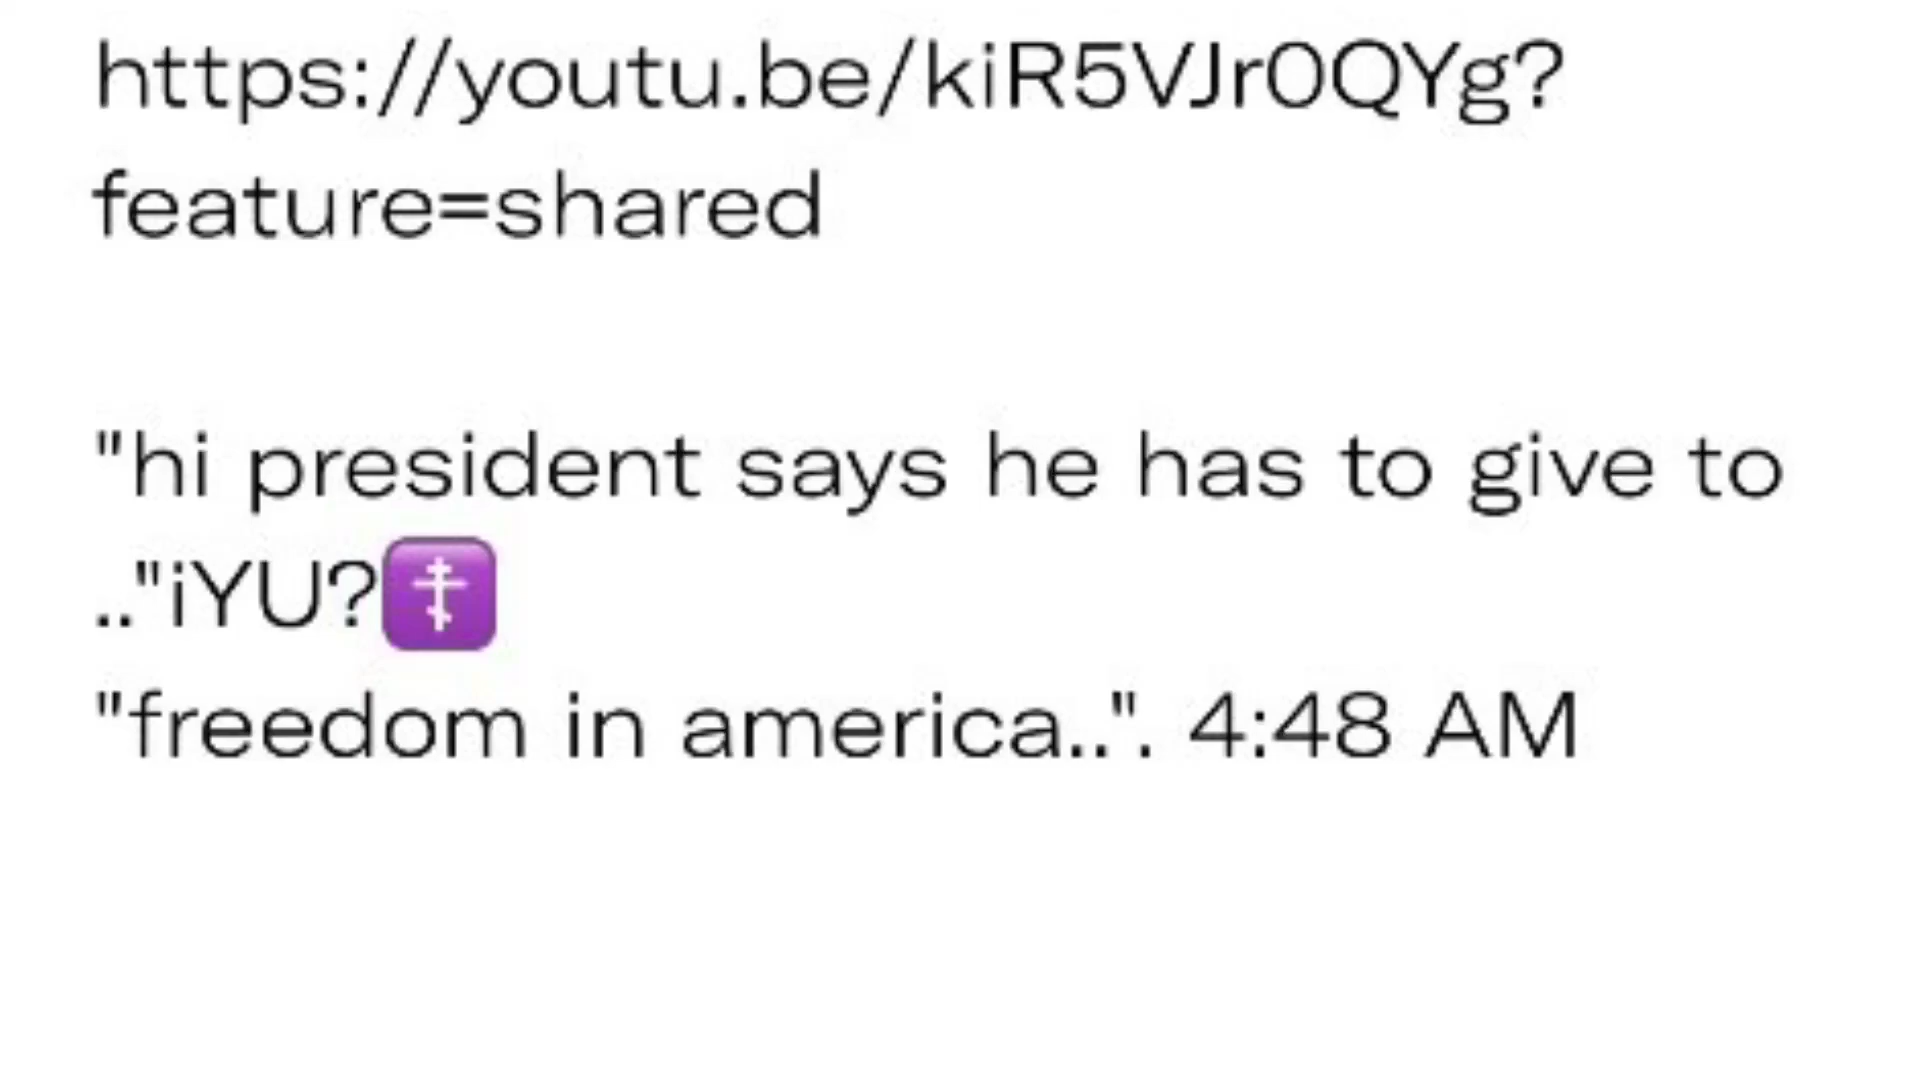 https://youtu.be/kiR5VJr0QYg?
feature=shared
"hi president says he has to give to
.."iYU?☦️
"freedom in america..". 4:48 AM